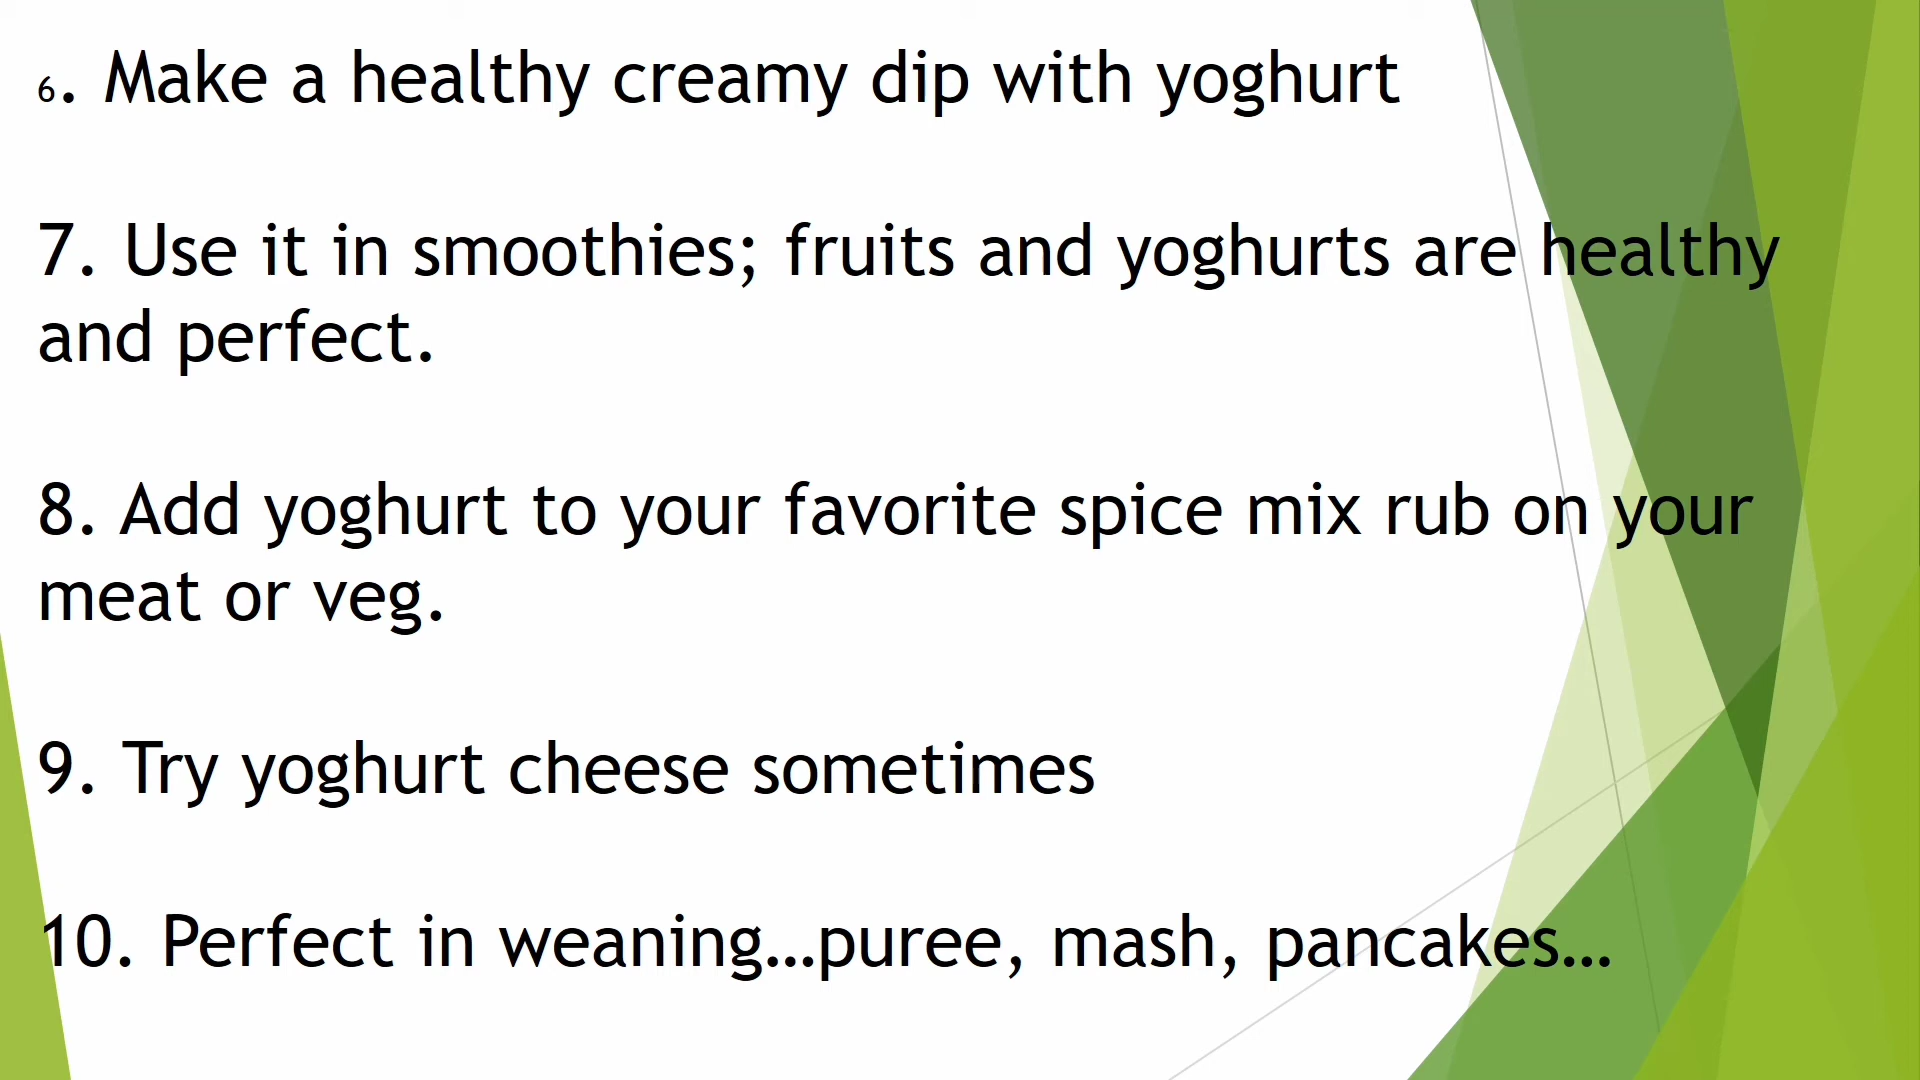 6. Make a healthy creamy dip with yoghurt
7. Use it in smoothies; fruits and yoghurts are healthy
and perfect.
8. Add yoghurt to your favorite spice mix rub on your
meat or veg.
9. Try yoghurt cheese sometimes
10. Perfect in weaning…puree, mash, pancakes…